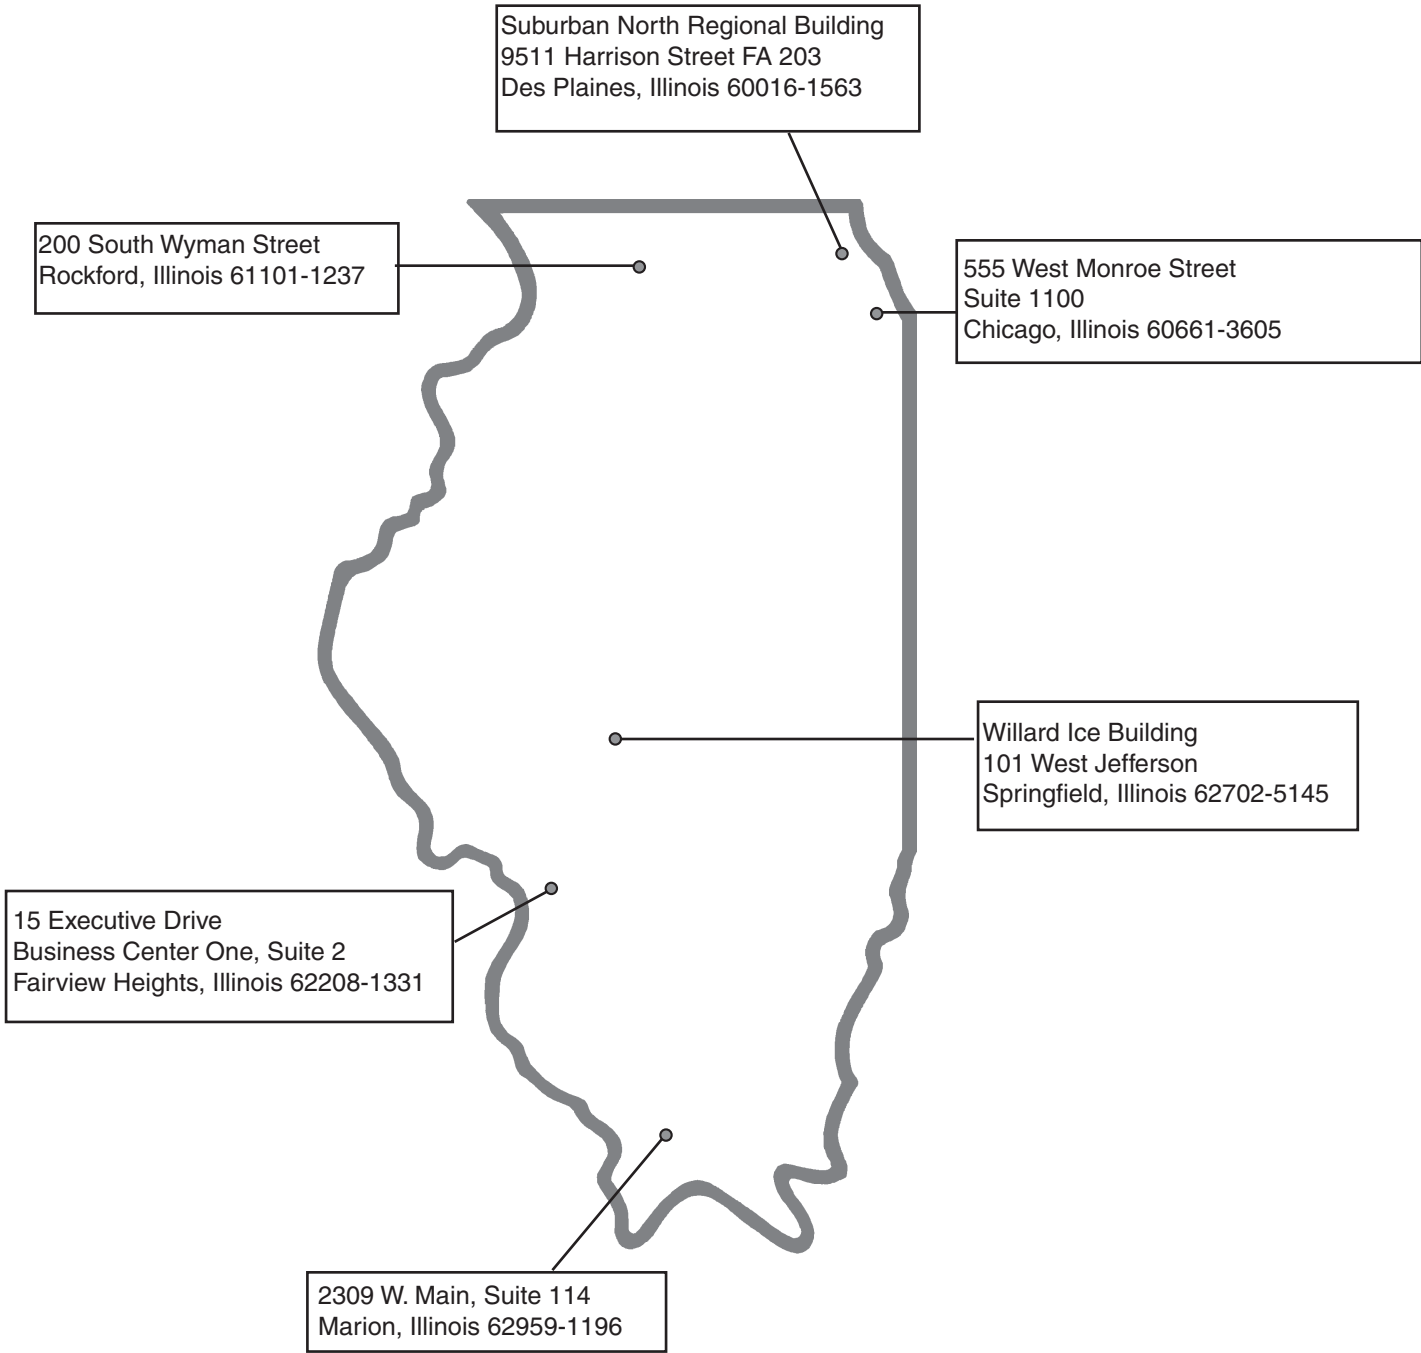 Suburban North Regional Building
9511 Harrison Street FA 203
Des Plaines, Illinois 60016-1563
200 South Wyman Street
Rockford, Illinois 61101-1237
555 West Monroe Street
Suite 1100
Chicago, Illinois 60661-3605
Willard Ice Building
101 West Jefferson
Springfield, Illinois 62702-5145
15 Executive Drive
Business Center One, Suite 2
Fairview Heights, Illinois 62208-1331
2309 W. Main, Suite 114
Marion, Illinois 62959-1196